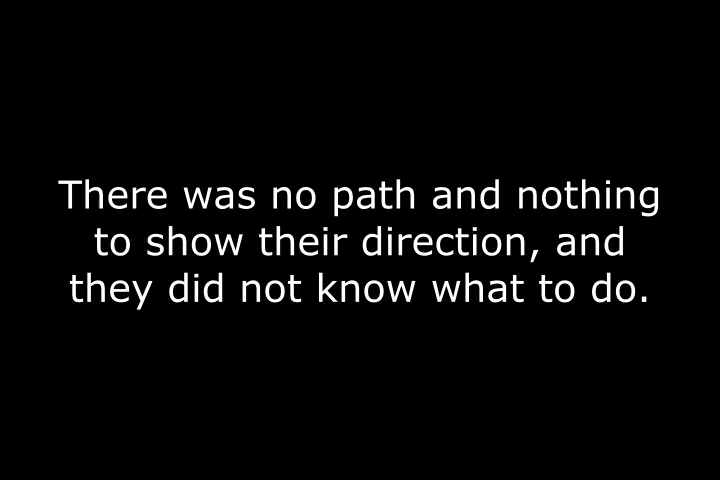 There was no path and nothing
to show their direction, and
they did not know what to do.